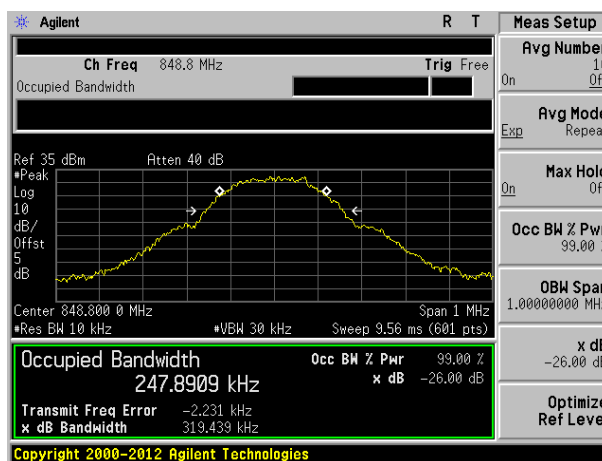 Agilent R T Meas Setup
Ch Freq 848.8 MHz Trig Free
Occupied Bandwidth
Avg Number
On
Avg Mode
Exp
Max Hold
On
Occ BW % Pwr
99.00
OBW Span
1.00000000
x dB
-26.00
Optimize
Ref Level
Ref 35 dBm Atten 40 dB
#Peak
Log
10
dB/
Offst
5
dB
Center 848.800 0 MHz Span 1 MHz
#Res BW 10 kHz #VBW 30 kHz Sweep 9.56 ms (601 pts)
Occupied Bandwidth Occ BW % Pwr 99.00 %
247.8909 kHz x dB -26.00 dB
Transmit Freq Error -2.231 kHz
x dB Bandwidth 319.439 kHz
Copyright 2000-2012 Agilent Technologies